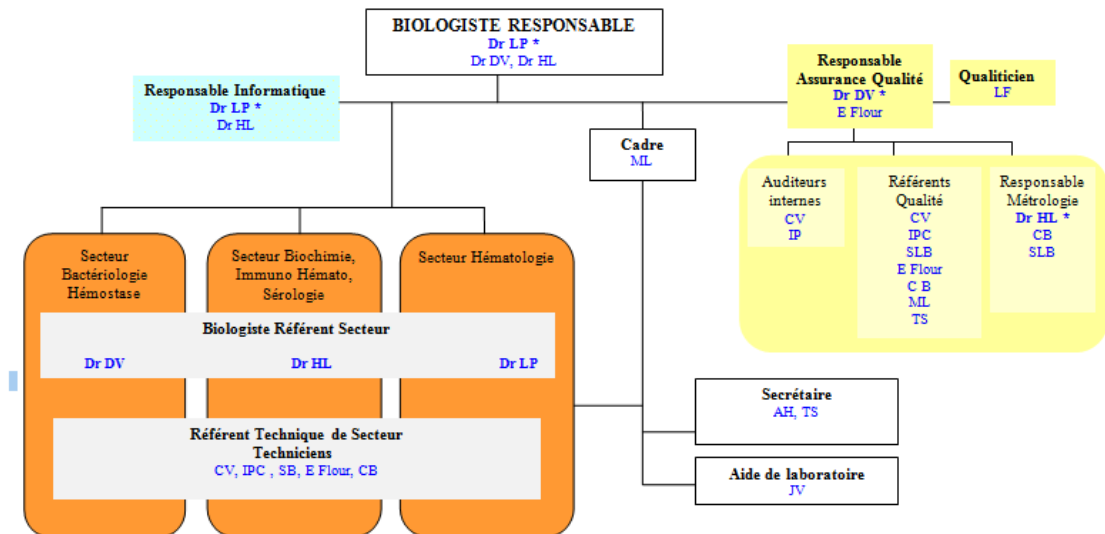 BIOLOGISTE RESPONSABLE
Dr LP *
Dr DV, Dr HL
Responsable Informatique
Dr LP *
Dr HL
Responsable
Assurance Qualité
Dr DV *
E Flour
Qualiticien
LF
Cadre
ML
Auditeurs
internes
CV
IP
Référents
Qualité
CV
IPC
SLB
E Flour
C B
ML
TS
Responsable
Métrologie
Dr HL *
CB
SLB
Secteur
Bactériologie
Hémostase
Secteur Biochimie,
Immuno Hémato,
Sérologie
Secteur Hématologie
Biologiste Référent Secteur
Dr DV
Dr HL
Dr LP
Référent Technique de Secteur
Techniciens
CV, IPC , SB, E Flour, CB
Secrétaire
AH, TS
Aide de laboratoire
JV